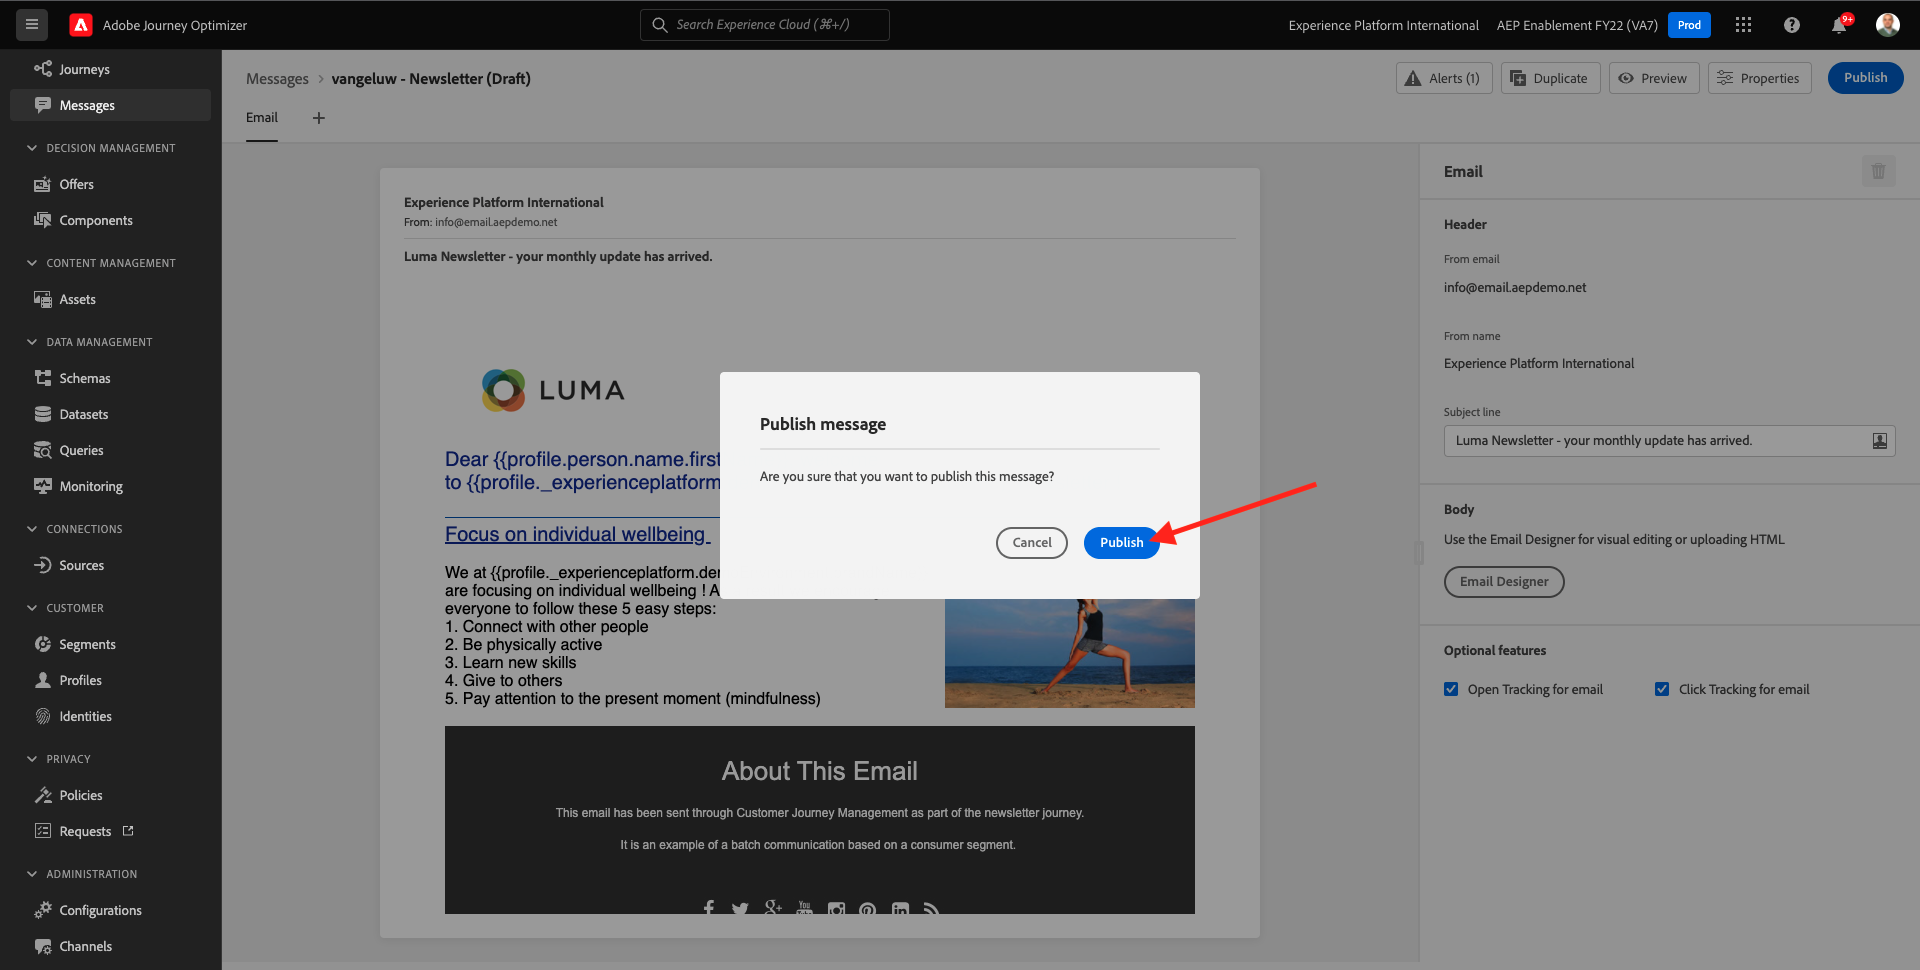 Adobe Journey Optimizer
Search Experience Cloud (⌘+/)
Experience Platform International
AEP Enablement FY22 (VA7)
Prod
9+
Journeys
Messages
DECISION MANAGEMENT
Offers
Components
CONTENT MANAGEMENT
Assets
DATA MANAGEMENT
Schemas
Datasets
Queries
Monitoring
CONNECTIONS
Sources
CUSTOMER
Segments
Profiles
Identities
PRIVACY
Policies
Requests
ADMINISTRATION
Configurations
Channels
Messages > vangeluw - Newsletter (Draft)
Alerts (1)
Duplicate
Preview
Properties
Publish
Email
+
Experience Platform International
From: info@email.aepdemo.net
Luma Newsletter - your monthly update has arrived.
LUMA
Dear {{profile.person.name.first
to {{profile._experienceplatform
Focus on individual wellbeing
We at {{profile._experienceplatform.der
are focusing on individual wellbeing ! A
everyone to follow these 5 easy steps:
1. Connect with other people
2. Be physically active
3. Learn new skills
4. Give to others
5. Pay attention to the present moment (mindfulness)
About This Email
This email has been sent through Customer Journey Management as part of the newsletter journey.
It is an example of a batch communication based on a consumer segment.
Publish message
Are you sure that you want to publish this message?
Cancel
Publish
Email
Header
From email
info@email.aepdemo.net
From name
Experience Platform International
Subject line
Luma Newsletter - your monthly update has arrived.
Body
Use the Email Designer for visual editing or uploading HTML
Email Designer
Optional features
Open Tracking for email
Click Tracking for email